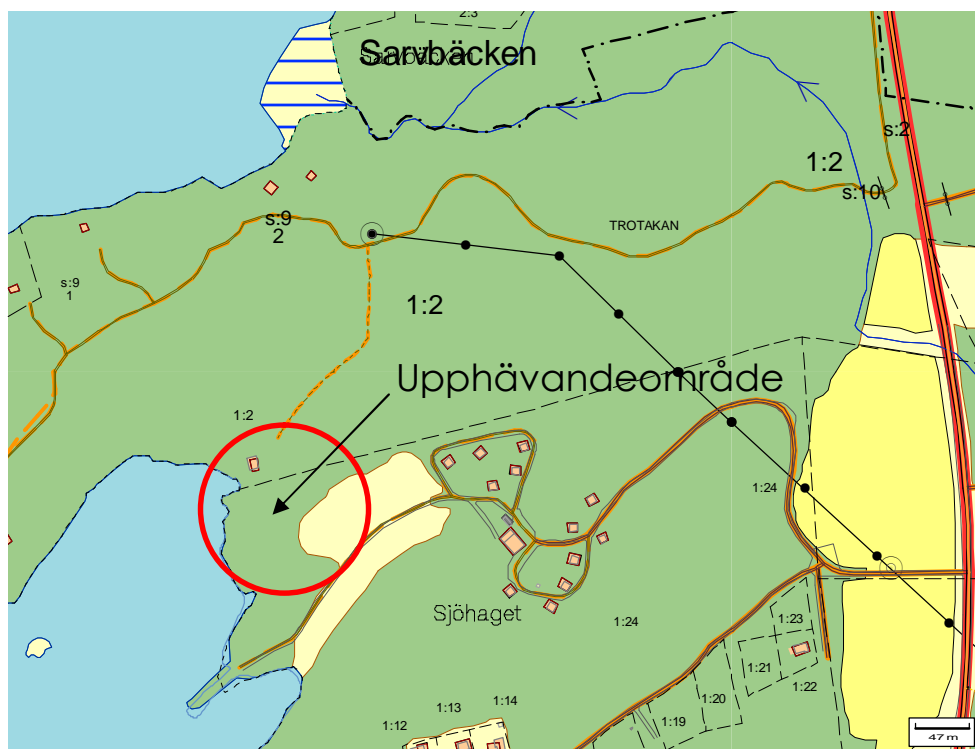 2:3
Sarvbäcken
Sarvbäcken
s:2
1:2
s:10
s:9
2
TROTAKAN
s:9
1
1:2
Upphävandeområde
1:2
1:24
Sjöhaget
1:24
1:23
1:21
1:22
1:20
1:14
1:13
1:19
1:12
47 m